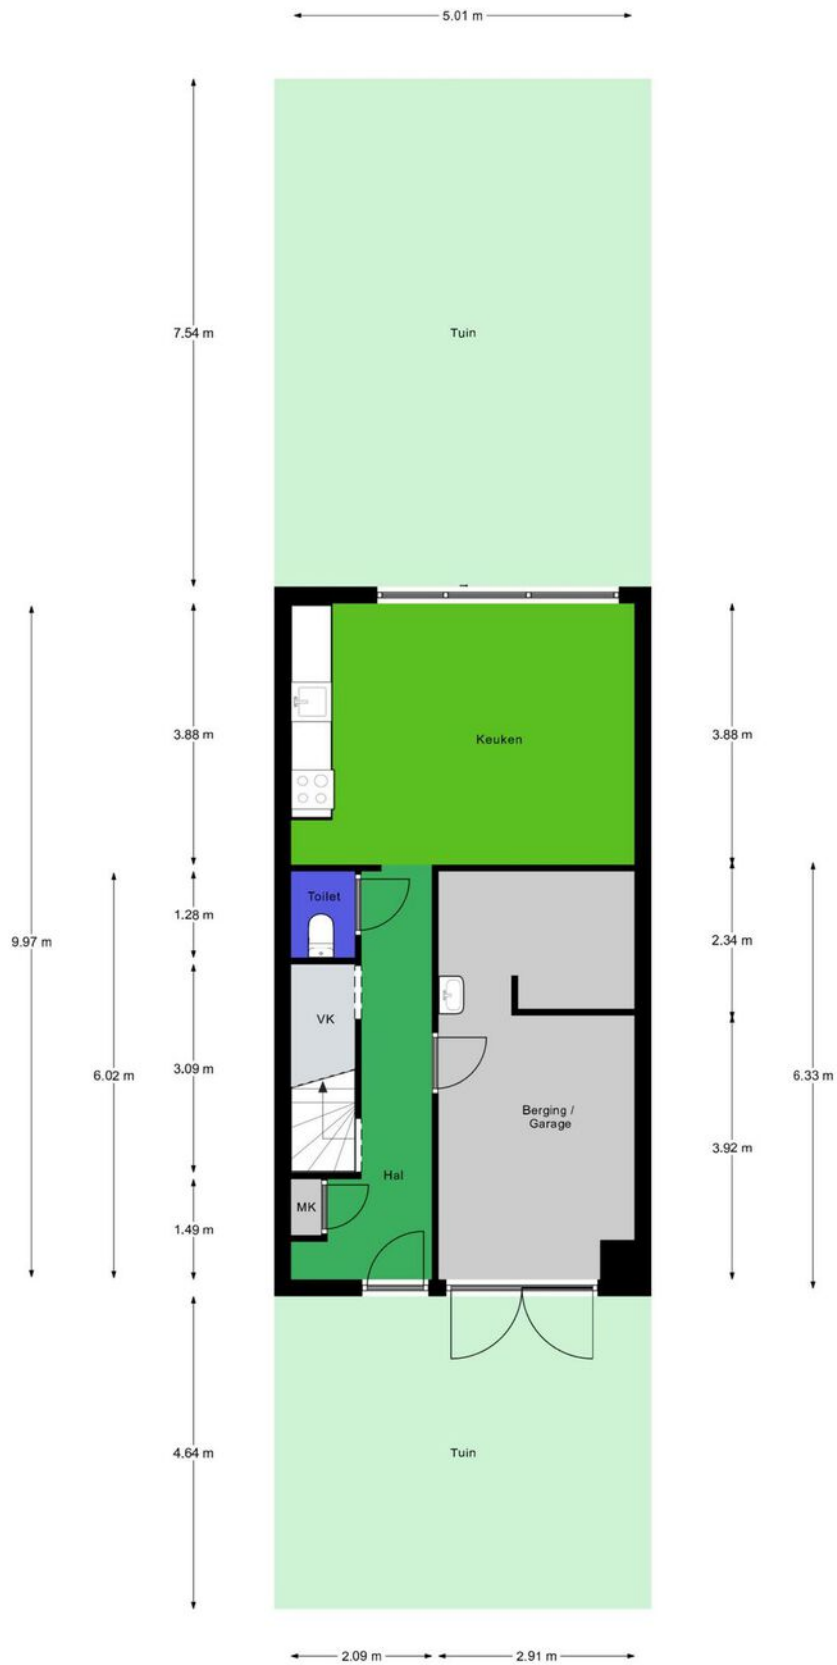 5.01 m
7.54 m
Tuin
3.88 m
Keuken
3.88 m
Toilet
1.28 m
9.97 m
2.34 m
VK
3.09 m
6.02 m
6.33 m
Berging /
Garage
3.92 m
Hal
MK
1.49 m
4.64 m
Tuin
2.09 m
2.91 m